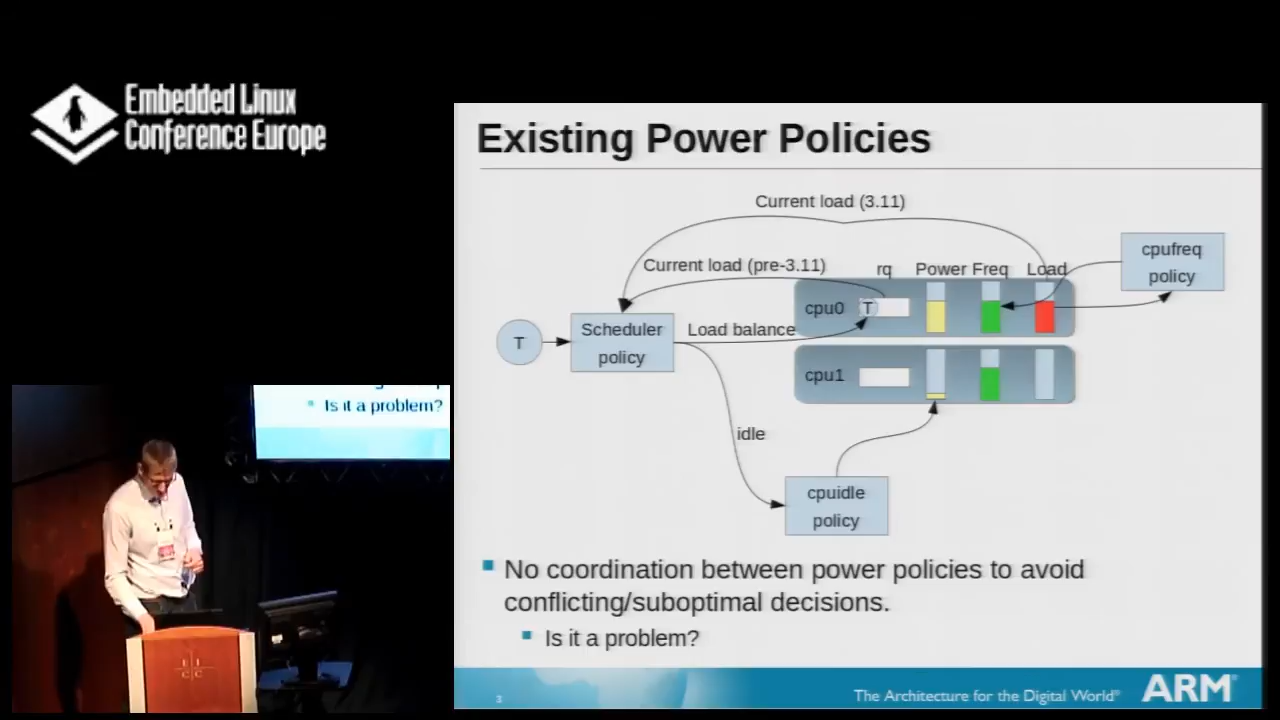 Embedded Linux
Conference Europe
Existing Power Policies
Current load (3.11)
Current load (pre-3.11)
rq
Power
Freq
Load
cpufreq
policy
cpu0
T
T
Scheduler
policy
Load balance
cpu1
idle
cpuidle
policy
No coordination between power policies to avoid
conflicting/suboptimal decisions.
Is it a problem?
3
The Architecture for the Digital World®
ARM®
Is it a problem?
E I
C C